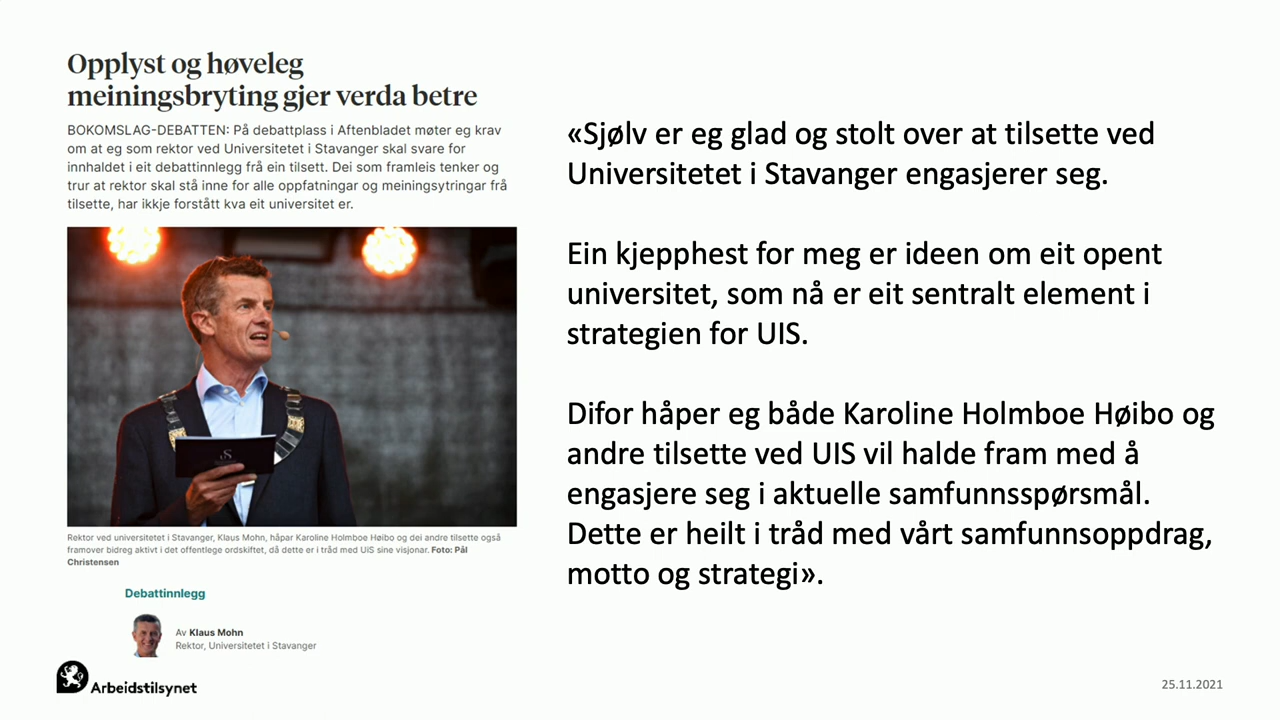 Opplyst og høveleg
meiningsbryting gjer verda betre
BOKOMSLAG-DEBATTEN: På debattplass i Aftenbladet møter eg krav
om at eg som rektor ved Universitetet i Stavanger skal svare for
innhaldet i eit debattinnlegg frå ein tilsett. Dei som framleis tenker og
trur at rektor skal stå inne for alle oppfatningar og meiningsytringar frå
tilsette, har ikkje forstått kva eit universitet er.
Rektor ved universitetet i Stavanger, Klaus Mohn, håpar Karoline Holmboe Høibo og dei andre tilsette også
framover bidreg aktivt i det offentlege ordskiftet, då dette er i tråd med UiS sine visjonar. Foto: Pål
Christensen
Debattinnlegg
Av Klaus Mohn
Rektor, Universitetet i Stavanger
Arbeidstilsynet
«Sjølv er eg glad og stolt over at tilsette ved
Universitetet i Stavanger engasjerer seg.
Ein kjepphest for meg er ideen om eit opent
universitet, som nå er eit sentralt element i
strategien for UIS.
Difor håper eg både Karoline Holmboe Høibo og
andre tilsette ved UIS vil halde fram med å
engasjere seg i aktuelle samfunnsspørsmål.
Dette er heilt i tråd med vårt samfunnsoppdrag,
motto og strategi».
25.11.2021